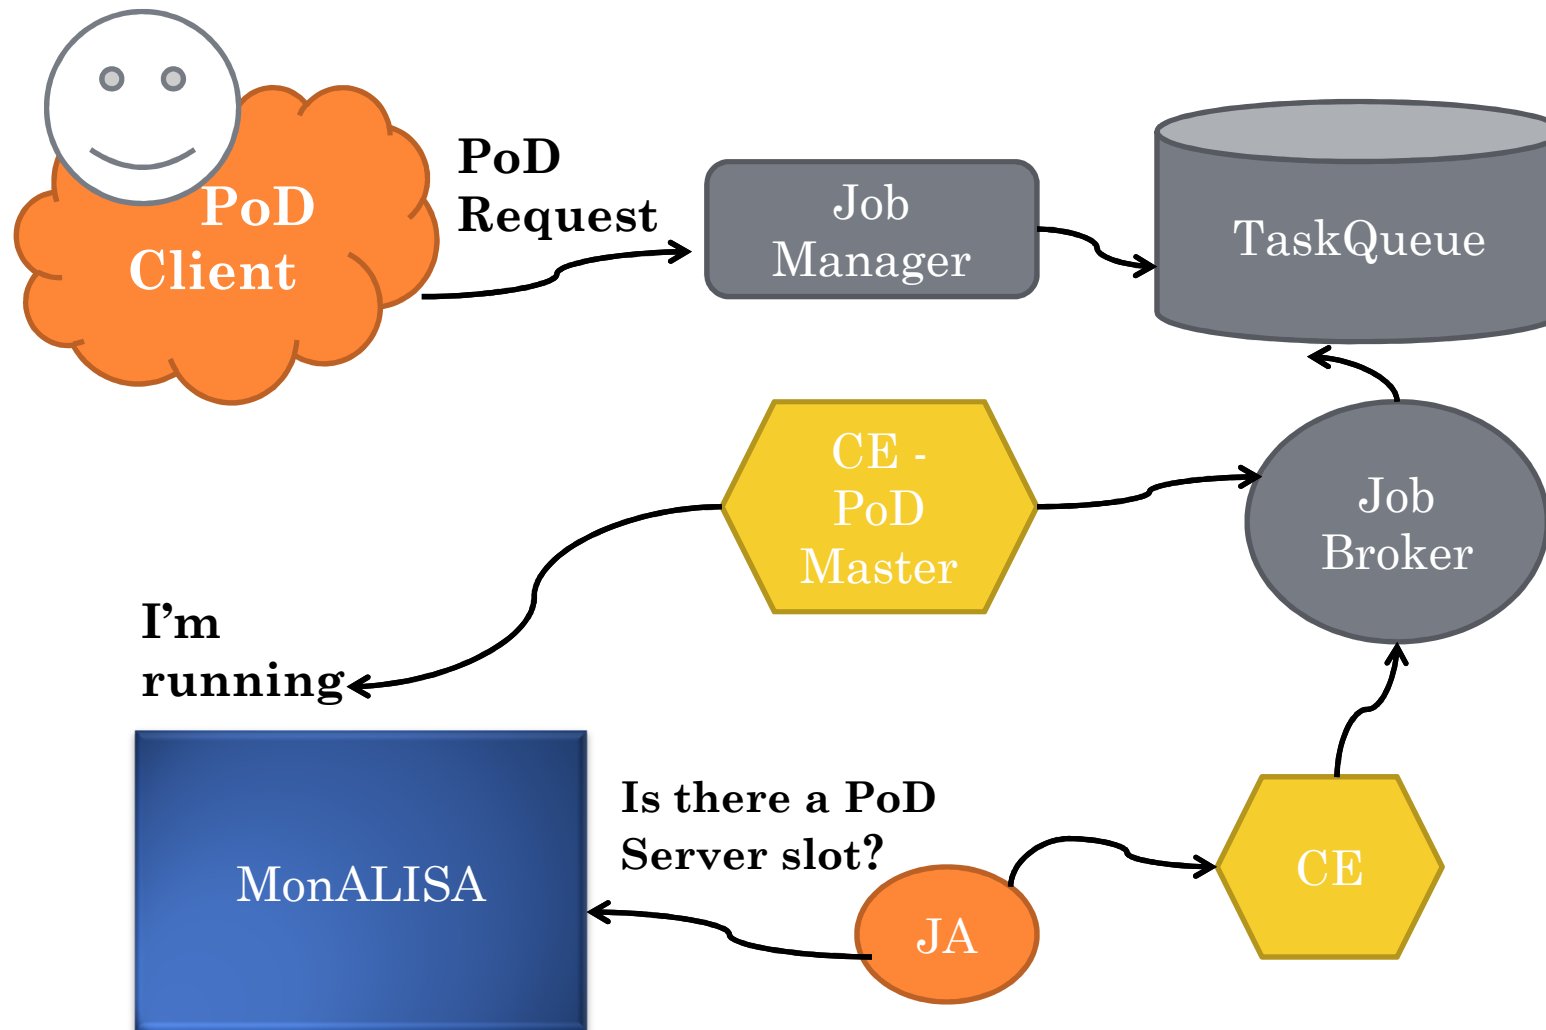 PoD
Request
PoD
Client
Job
Manager
TaskQueue
CE -
PoD
Master
Job
Broker
I'm
running
Is there a PoD
Server slot?
MonALISA
JA
CE